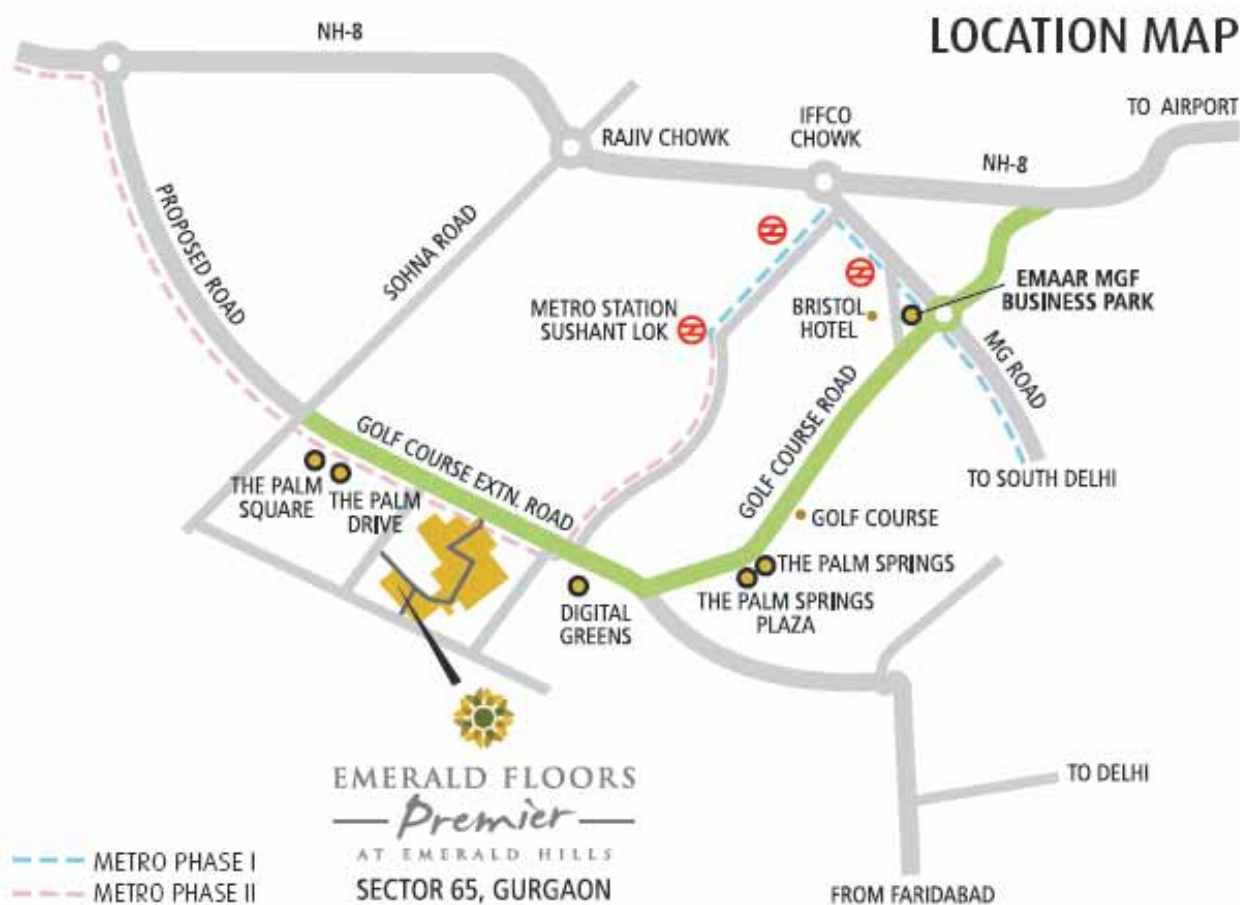 LOCATION MAP
NH-8
TO AIRPORT
IFFCO
CHOWK
RAJIV CHOWK
NH-8
PROPOSED ROAD
SOHNA ROAD
EMAAR MGF
BUSINESS PARK
METRO STATION
SUSHANT LOK
BRISTOL
HOTEL
MG ROAD
GOLF COURSE ROAD
GOLF COURSE EXTN. ROAD
TO SOUTH DELHI
THE PALM
SQUARE
THE PALM
DRIVE
GOLF COURSE
THE PALM SPRINGS
THE PALM SPRINGS
PLAZA
DIGITAL
GREENS
EMERALD FLOORS
Premier
AT EMERALD HILLS
SECTOR 65, GURGAON
TO DELHI
METRO PHASE I
METRO PHASE II
FROM FARIDABAD